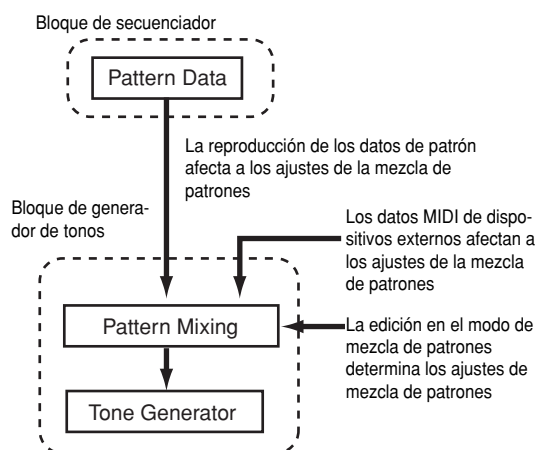 Bloque de secuenciador
Pattern Data
La reproducción de los datos de patrón
afecta a los ajustes de la mezcla de
patrones
Bloque de genera-
dor de tonos
Los datos MIDI de dispo-
sitivos externos afectan a
los ajustes de la mezcla
de patrones
Pattern Mixing
La edición en el modo de
mezcla de patrones
determina los ajustes de
mezcla de patrones
Tone Generator